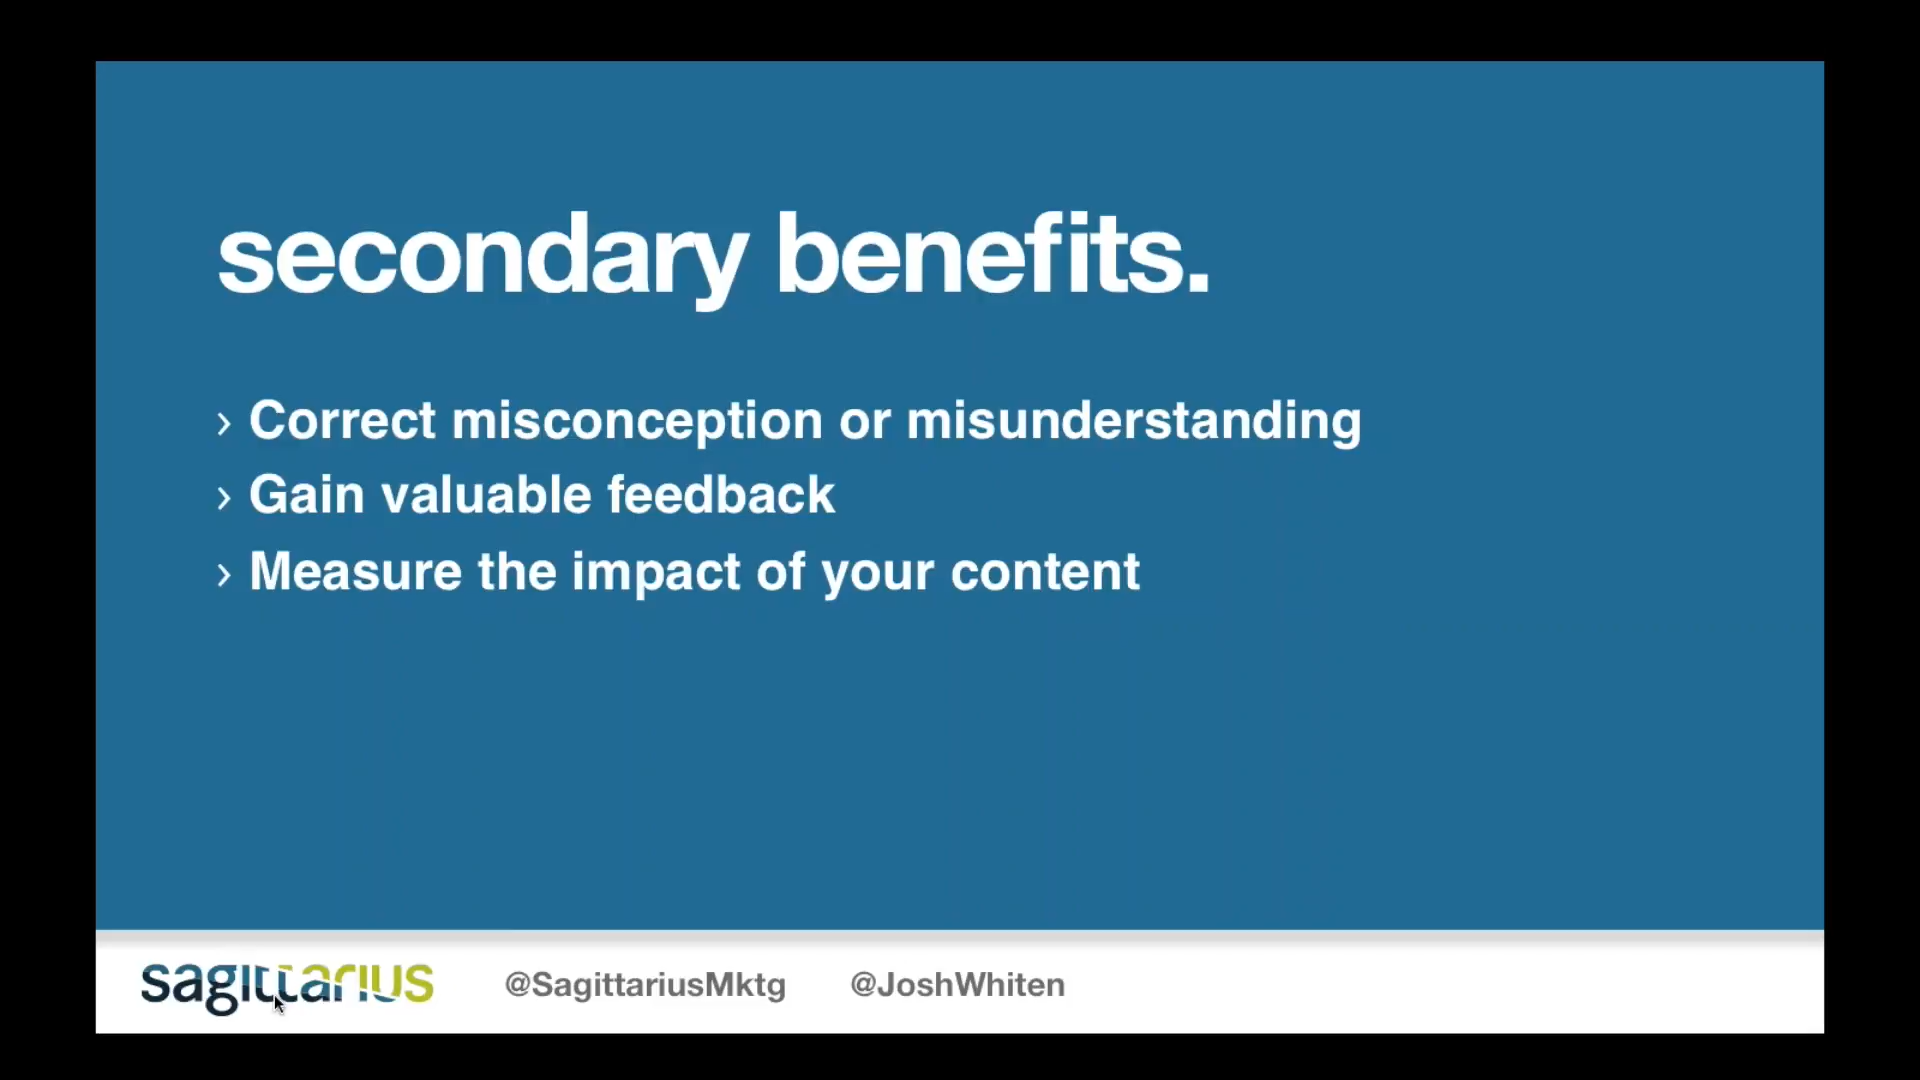 secondary benefits.
› Correct misconception or misunderstanding
› Gain valuable feedback
› Measure the impact of your content
sagittarius @SagittariusMktg @JoshWhiten